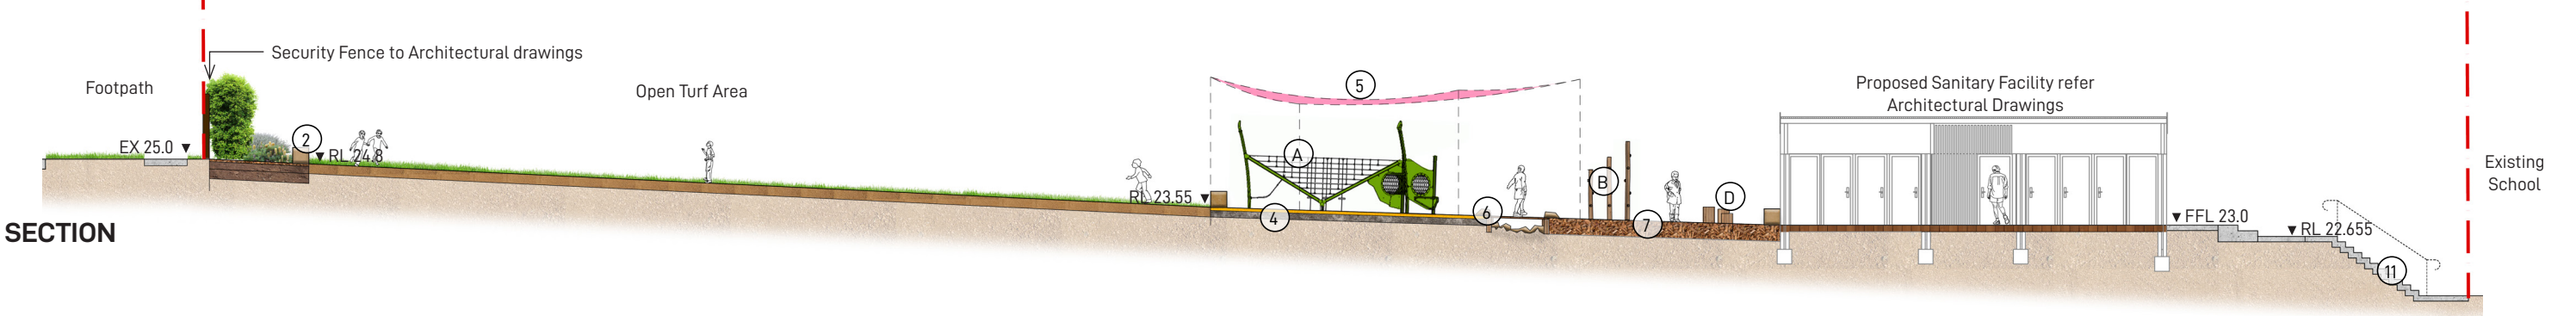 Security Fence to Architectural drawings
Footpath
Open Turf Area
5
Proposed Sanitary Facility refer
Architectural Drawings
EX 25.0
2
RL 24.8
A
B
D
Existing
School
RL 23.55
4
6
7
FFL 23.0
RL 22.655
11
SECTION